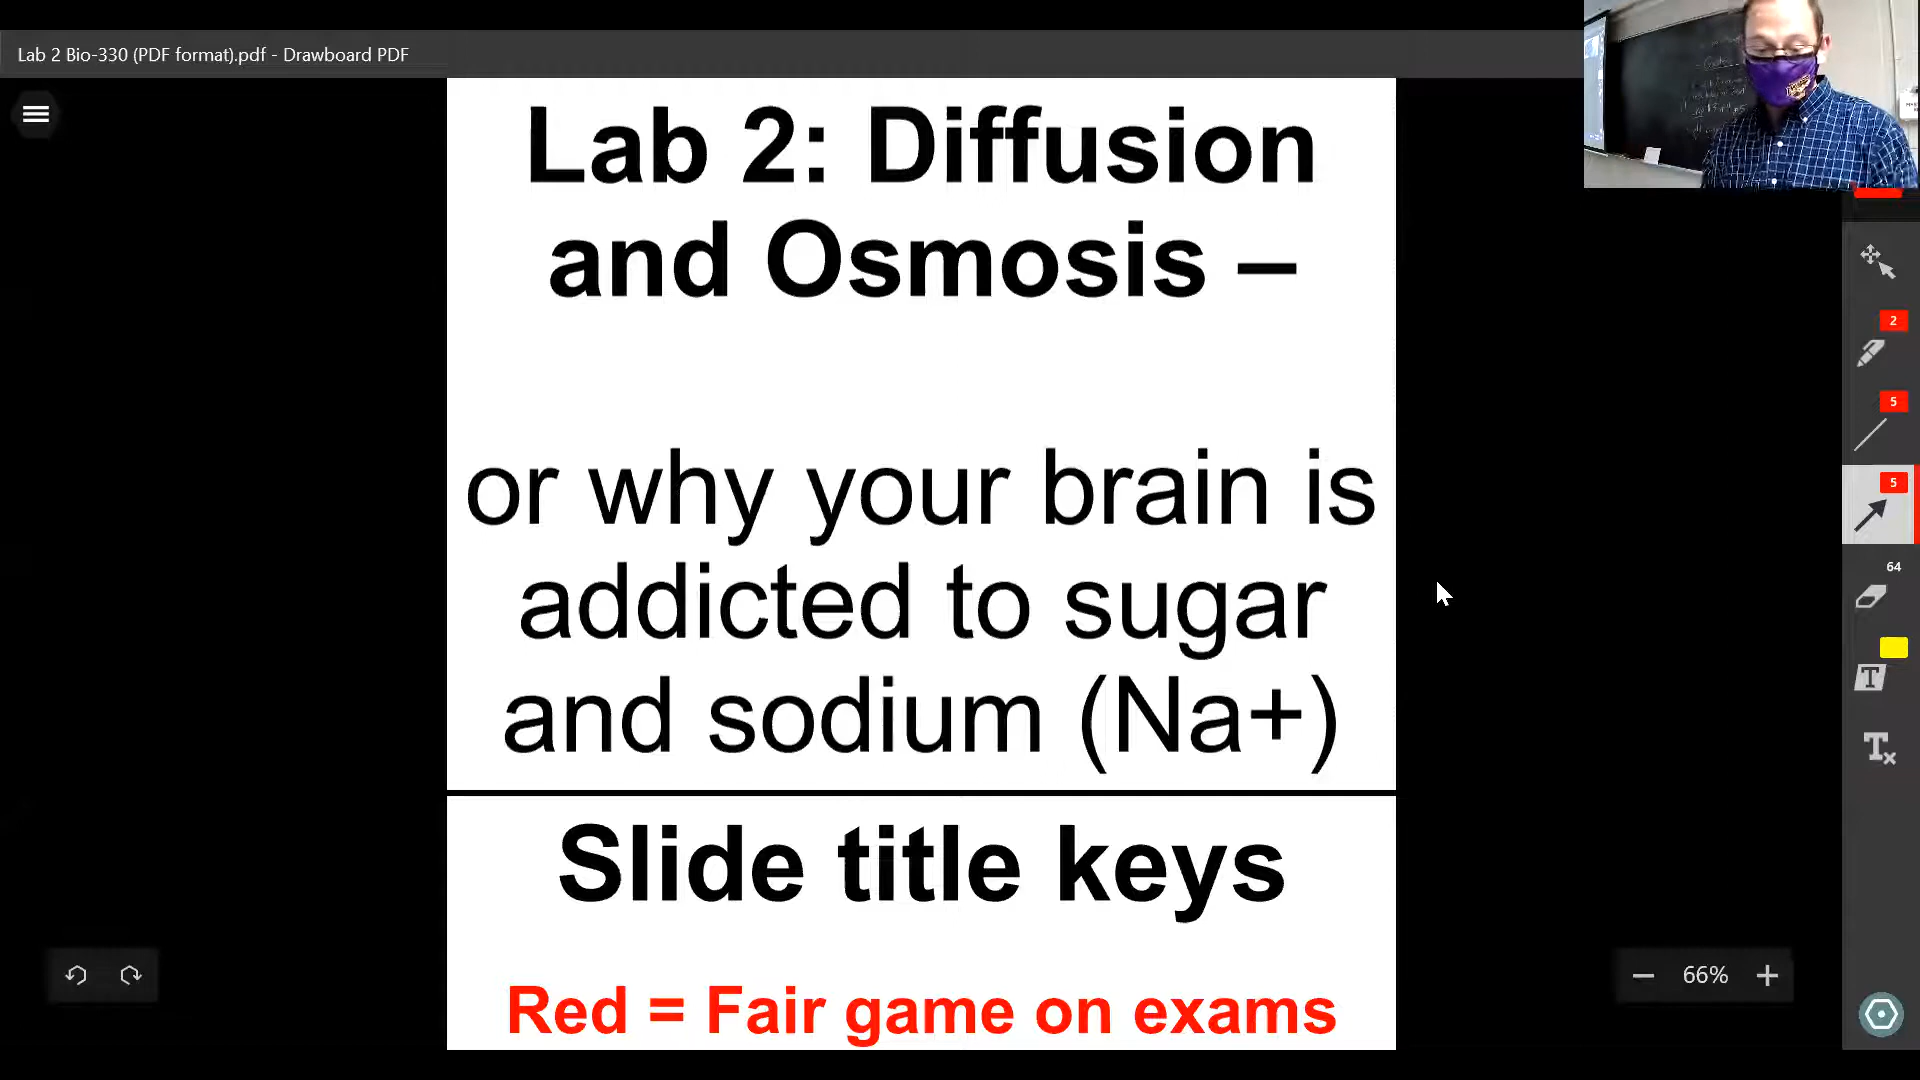 Lab 2 Bio-330 (PDF format).pdf - Drawboard PDF
Lab 2: Diffusion
and Osmosis –
or why your brain is
addicted to sugar
and sodium (Na+)
Slide title keys
Red = Fair game on exams
2
5
5
64
T
Tx
66%